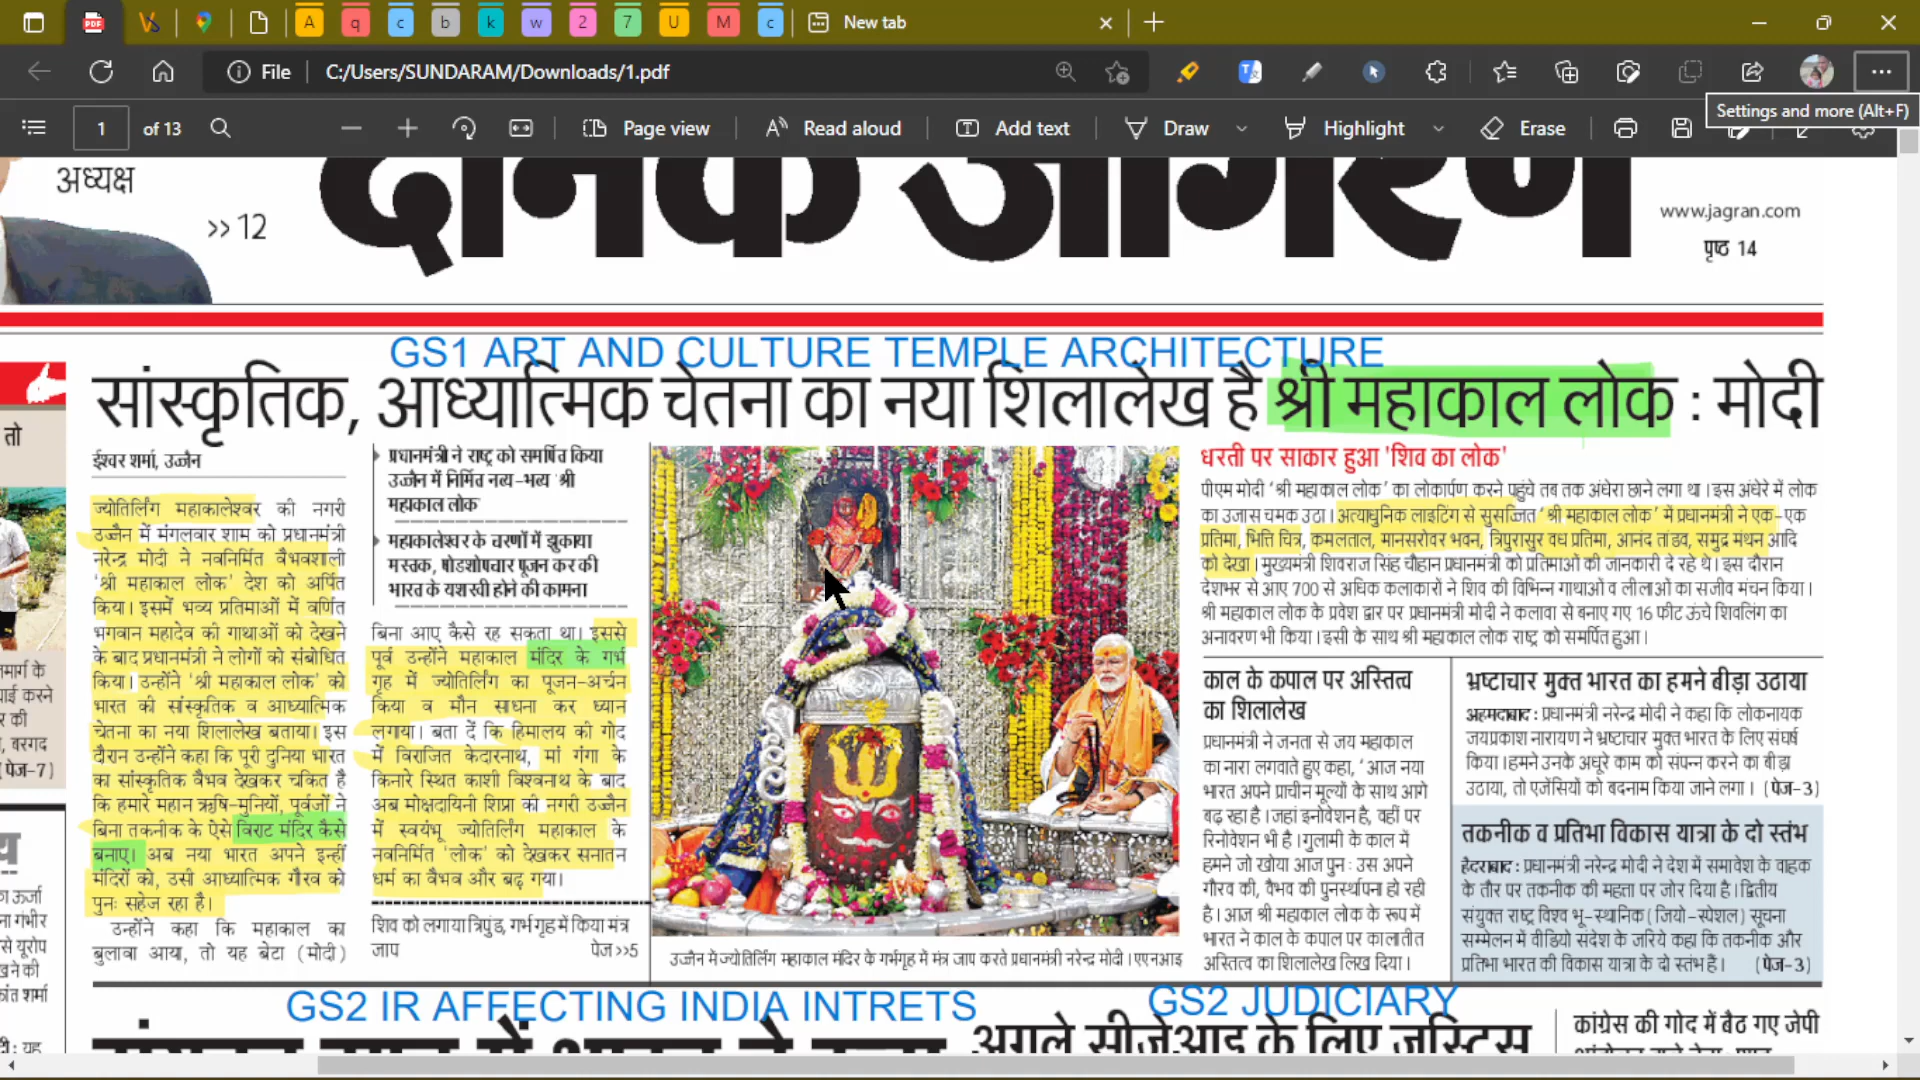 A
q
c
b
k
w
2
7
U
M
c
New tab
File
C:/Users/SUNDARAM/Downloads/1.pdf
Settings and more (Alt+F)
1
of 13
Page view
Read aloud
Add text
Draw
Highlight
Erase
अध्यक्ष
>> 12
दैनिक जागरण
www.jagran.com
पृष्ठ 14
GS1 ART AND CULTURE TEMPLE ARCHITECTURE
सांस्कृतिक, आध्यात्मिक चेतना का नया शिलालेख है श्री महाकाल लोक : मोदी
तो
मार्ग के
पाई करने
र की
, बरगद
(पेज-7)
ईश्वर शर्मा, उज्जैन
ज्योतिर्लिंग महाकालेश्वर की नगरी
उज्जैन में मंगलवार शाम को प्रधानमंत्री
नरेन्द्र मोदी ने नवनिर्मित वैभवशाली
'श्री महाकाल लोक' देश को अर्पित
किया। इसमें भव्य प्रतिमाओं में वर्णित
भगवान महादेव की गाथाओं को देखने
के बाद प्रधानमंत्री ने लोगों को संबोधित
किया। उन्होंने 'श्री महाकाल लोक' को
भारत की सांस्कृतिक व आध्यात्मिक
चेतना का नया शिलालेख बताया। इस
दौरान उन्होंने कहा कि पूरी दुनिया भारत
का सांस्कृतिक वैभव देखकर चकित है
कि हमारे महान ऋषि-मुनियों, पूर्वजों ने
बिना तकनीक के ऐसे विराट मंदिर कैसे
बनाए। अब नया भारत अपने इन्हीं
मंदिरों को, उसी आध्यात्मिक गौरव को
पुनः सहेज रहा है।
उन्होंने कहा कि महाकाल का
बुलावा आया, तो यह बेटा (मोदी)
प्रधानमंत्री ने राष्ट्र को समर्पित किया
उज्जैन में निर्मित नव्य-भव्य 'श्री
महाकाल लोक'
महाकालेश्वर के चरणों में झुकाया
मस्तक, षोडशोपचार पूजन कर की
भारत के यशस्वी होने की कामना
बिना आए कैसे रह सकता था। इससे
पूर्व उन्होंने महाकाल मंदिर के गर्भ
गृह में ज्योतिर्लिंग का पूजन-अर्चन
किया व मौन साधना कर ध्यान
लगाया। बता दें कि हिमालय की गोद
में विराजित केदारनाथ, मां गंगा के
किनारे स्थित काशी विश्वनाथ के बाद
अब मोक्षदायिनी शिप्रा की नगरी उज्जैन
में स्वयंभू ज्योतिर्लिंग महाकाल के
नवनिर्मित 'लोक' को देखकर सनातन
धर्म का वैभव और बढ़ गया।
शिव को लगाया त्रिपुंड, गर्भगृह में किया मंत्र
जाप पेज>>5
उज्जैन में ज्योतिर्लिंग महाकाल मंदिर के गर्भगृह में मंत्र जाप करते प्रधानमंत्री नरेन्द्र मोदी। एएनआइ
धरती पर साकार हुआ 'शिव का लोक'
पीएम मोदी 'श्री महाकाल लोक' का लोकार्पण करने पहुंचे तब तक अंधेरा छाने लगा था। इस अंधेरे में लोक
का उजास चमक उठा। अत्याधुनिक लाइटिंग से सुसज्जित 'श्री महाकाल लोक' में प्रधानमंत्री ने एक-एक
प्रतिमा, भित्ति चित्र, कमलताल, मानसरोवर भवन, त्रिपुरासुर वध प्रतिमा, आनंद तांडव, समुद्र मंथन आदि
को देखा। मुख्यमंत्री शिवराज सिंह चौहान प्रधानमंत्री को प्रतिमाओं की जानकारी दे रहे थे। इस दौरान
देशभर से आए 700 से अधिक कलाकारों ने शिव की विभिन्न गाथाओं व लीलाओं का सजीव मंचन किया।
श्री महाकाल लोक के प्रवेश द्वार पर प्रधानमंत्री मोदी ने कलावा से बनाए गए 16 फीट ऊंचे शिवलिंग का
अनावरण भी किया। इसी के साथ श्री महाकाल लोक राष्ट्र को समर्पित हुआ।
काल के कपाल पर अस्तित्व
का शिलालेख
प्रधानमंत्री ने जनता से जय महाकाल
का नारा लगवाते हुए कहा, 'आज नया
भारत अपने प्राचीन मूल्यों के साथ आगे
बढ़ रहा है। जहां इनोवेशन है, वहीं पर
रिनोवेशन भी है। गुलामी के काल में
हमने जो खोया आज पुनः उस अपने
गौरव की, वैभव की पुनर्स्थापना हो रही
है। आज श्री महाकाल लोक के रूप में
भारत ने काल के कपाल पर कालातीत
अस्तित्व का शिलालेख लिख दिया।
भ्रष्टाचार मुक्त भारत का हमने बीड़ा उठाया
अहमदाबाद : प्रधानमंत्री नरेन्द्र मोदी ने कहा कि लोकनायक
जयप्रकाश नारायण ने भ्रष्टाचार मुक्त भारत के लिए संघर्ष
किया। हमने उनके अधूरे काम को संपन्न करने का बीड़ा
उठाया, तो एजेंसियों को बदनाम किया जाने लगा। (पेज-3)
तकनीक व प्रतिभा विकास यात्रा के दो स्तंभ
हैदराबाद : प्रधानमंत्री नरेन्द्र मोदी ने देश में समावेश के वाहक
के तौर पर तकनीक की महता पर जोर दिया है। द्वितीय
संयुक्त राष्ट्र विश्व भू-स्थानिक (जियो-स्पेशल) सूचना
सम्मेलन में वीडियो संदेश के जरिये कहा कि तकनीक और
प्रतिभा भारत की विकास यात्रा के दो स्तंभ हैं। (पेज-3)
का ऊर्जा
ना गंभीर
से यूरोप
खने की
कांत शर्मा
दी : यह
GS2 IR AFFECTING INDIA INTRETS
GS2 JUDICIARY
अगले सीजेआइ के लिए जस्टिस
कांग्रेस की गोद में बैठ गए जेपी